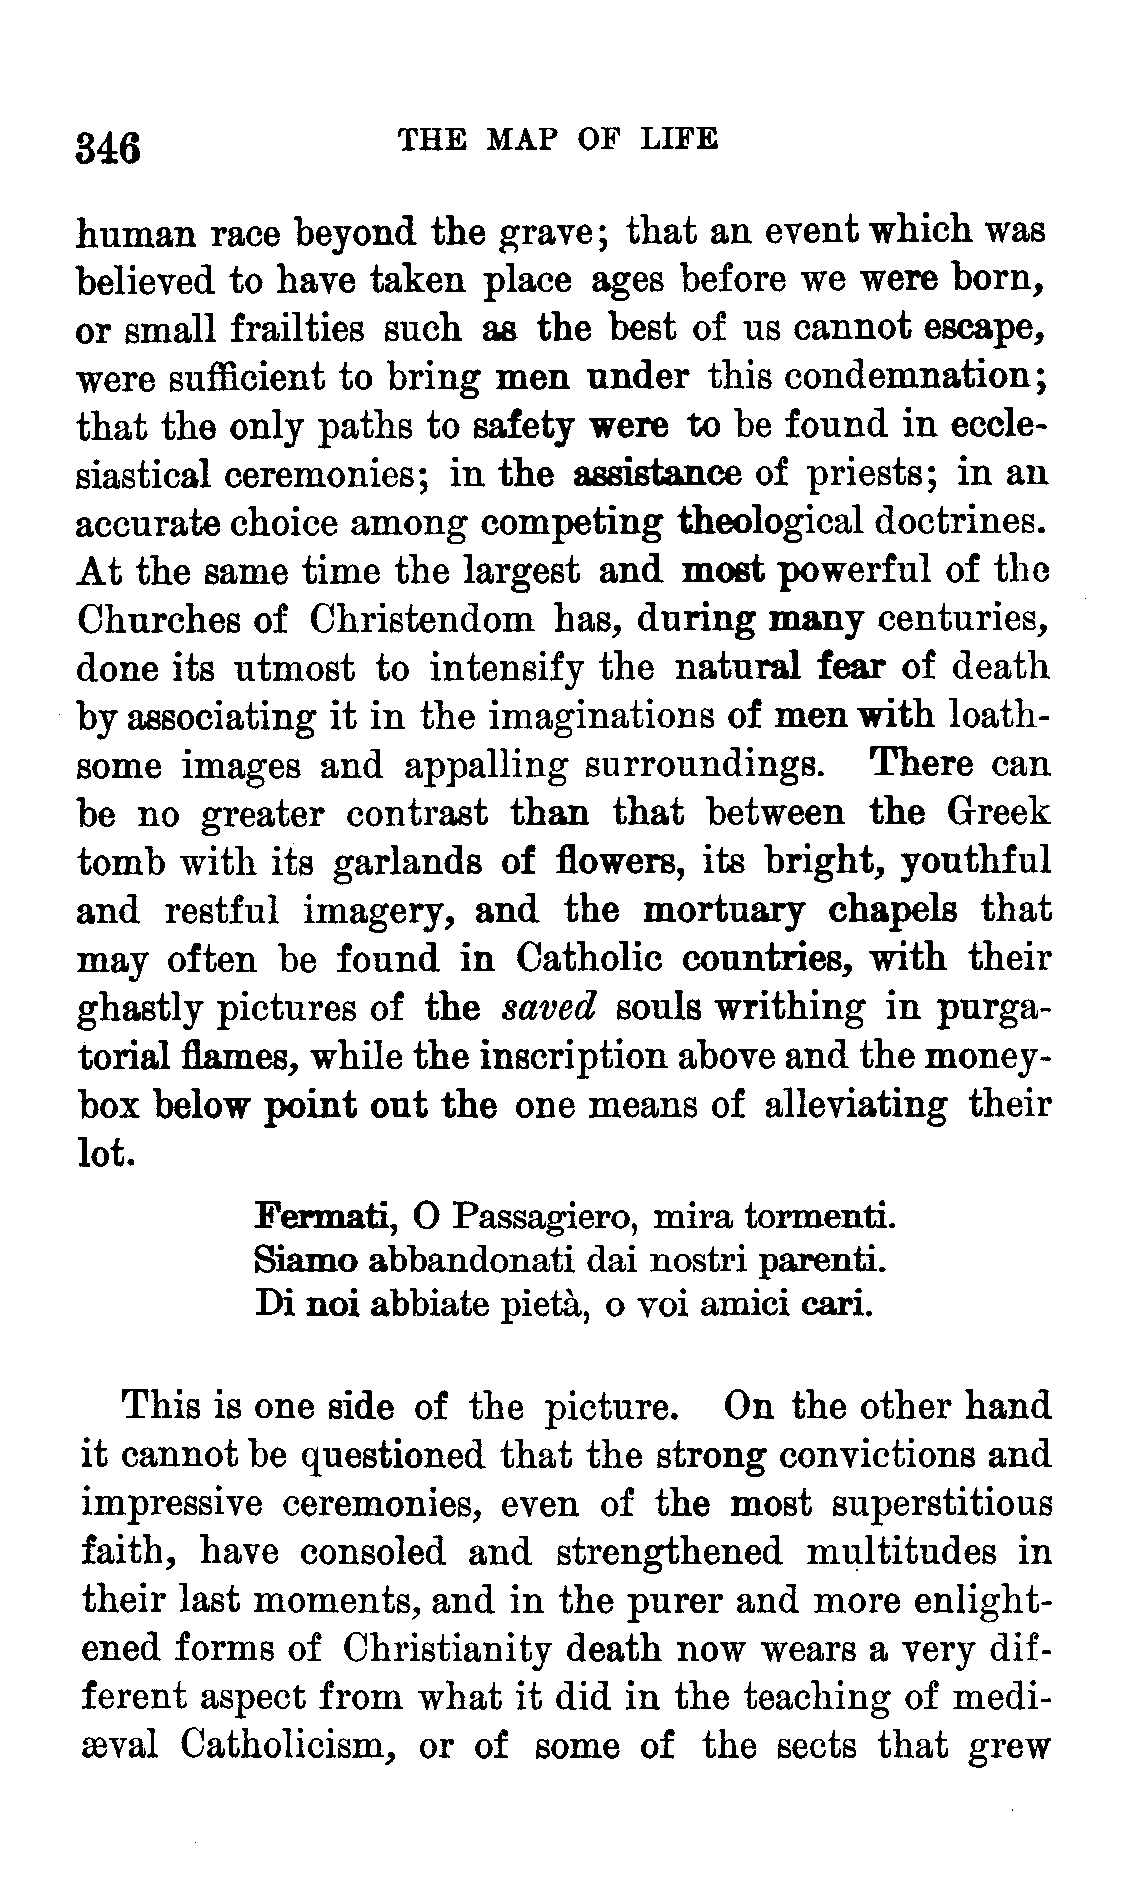 346 THE MAP OF LIFE
human race beyond the grave; that an event which was
believed to have taken place ages before we were born,
or small frailties such as the best of us cannot escape,
were sufficient to bring men under this condemnation;
that the only paths to safety were to be found in eccle-
siastical ceremonies; in the assistance of priests; in an
accurate choice among competing theological doctrines.
At the same time the largest and most powerful of the
Churches of Christendom has, during many centuries,
done its utmost to intensify the natural fear of death
by associating it in the imaginations of men with loath-
some images and appalling surroundings. There can
be no greater contrast than that between the Greek
tomb with its garlands of flowers, its bright, youthful
and restful imagery, and the mortuary chapels that
may often be found in Catholic countries, with their
ghastly pictures of the saved souls writhing in purga-
torial flames, while the inscription above and the money-
box below point out the one means of alleviating their
lot.
Fermati, O Passagiero, mira tormenti.
Siamo abbandonati dai nostri parenti.
Di noi abbiate pietà, o voi amici cari.
This is one side of the picture. On the other hand
it cannot be questioned that the strong convictions and
impressive ceremonies, even of the most superstitious
faith, have consoled and strengthened multitudes in
their last moments, and in the purer and more enlight-
ened forms of Christianity death now wears a very dif-
ferent aspect from what it did in the teaching of medi-
æval Catholicism, or of some of the sects that grew